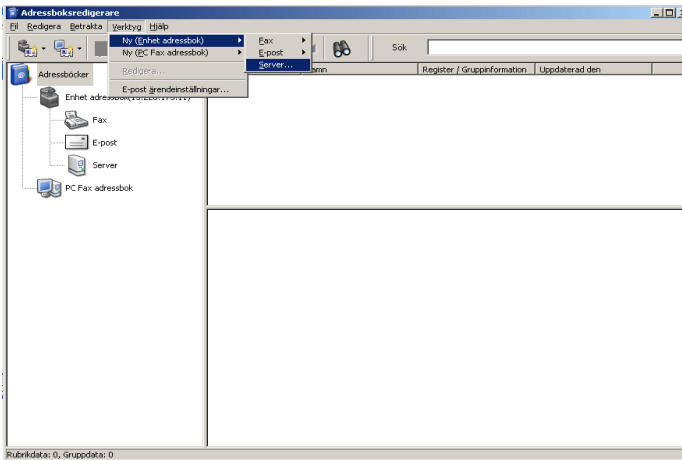 Adressboksredigerare
Fil Redigera Betrakta Verktyg Hjälp
Ny (Enhet adressbok)
Ny (PC Fax adressbok)
Redigera...
E-post ärendeinställningar...
Fax
E-post
Server...
Sök
Register / Gruppinformation Uppdaterad den
Adressböcker
Enhet
Fax
E-post
Server
PC Fax adressbok
Rubrikdata: 0, Gruppdata: 0